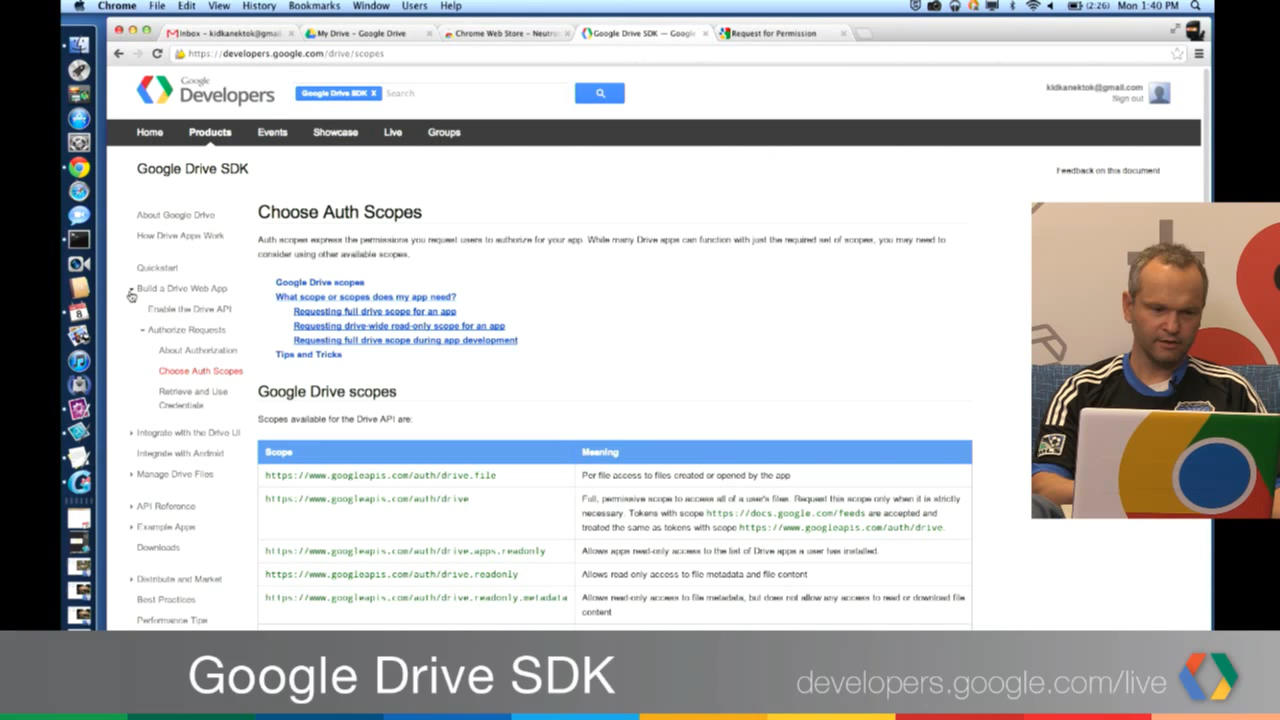 Chrome File Edit View History Bookmarks Window Users Help
(2:26) Mon 1:40 PM
Inbox - kidkanektok@gmail
My Drive - Google Drive
Chrome Web Store - Neutro
Google Drive SDK — Google
Request for Permission
https://developers.google.com/drive/scopes
Google
Developers
Google Drive SDK X
Search
kidkanektok@gmail.com
Sign out
Home Products Events Showcase Live Groups
Google Drive SDK
Feedback on this document
About Google Drive
How Drive Apps Work
Quickstart
Build a Drive Web App
Enable the Drive API
Authorize Requests
About Authorization
Choose Auth Scopes
Retrieve and Use
Credentials
Integrate with the Drive UI
Integrate with Android
Manage Drive Files
API Reference
Example Apps
Downloads
Distribute and Market
Best Practices
Performance Tips
Choose Auth Scopes
Auth scopes express the permissions you request users to authorize for your app. While many Drive apps can function with just the required set of scopes, you may need to
consider using other available scopes.
Google Drive scopes
What scope or scopes does my app need?
Requesting full drive scope for an app
Requesting drive-wide read-only scope for an app
Requesting full drive scope during app development
Tips and Tricks
Google Drive scopes
Scopes available for the Drive API are:
Scope Meaning
https://www.googleapis.com/auth/drive.file Per file access to files created or opened by the app
https://www.googleapis.com/auth/drive Full, permissive scope to access all of a user's files. Request this scope only when it is strictly
necessary. Tokens with scope https://docs.google.com/feeds are accepted and
treated the same as tokens with scope https://www.googleapis.com/auth/drive.
https://www.googleapis.com/auth/drive.apps.readonly Allows apps read-only access to the list of Drive apps a user has installed.
https://www.googleapis.com/auth/drive.readonly Allows read only access to file metadata and file content
https://www.googleapis.com/auth/drive.readonly.metadata Allows read-only access to file metadata, but does not allow any access to read or download file
content
8
Google Drive SDK
developers.google.com/live